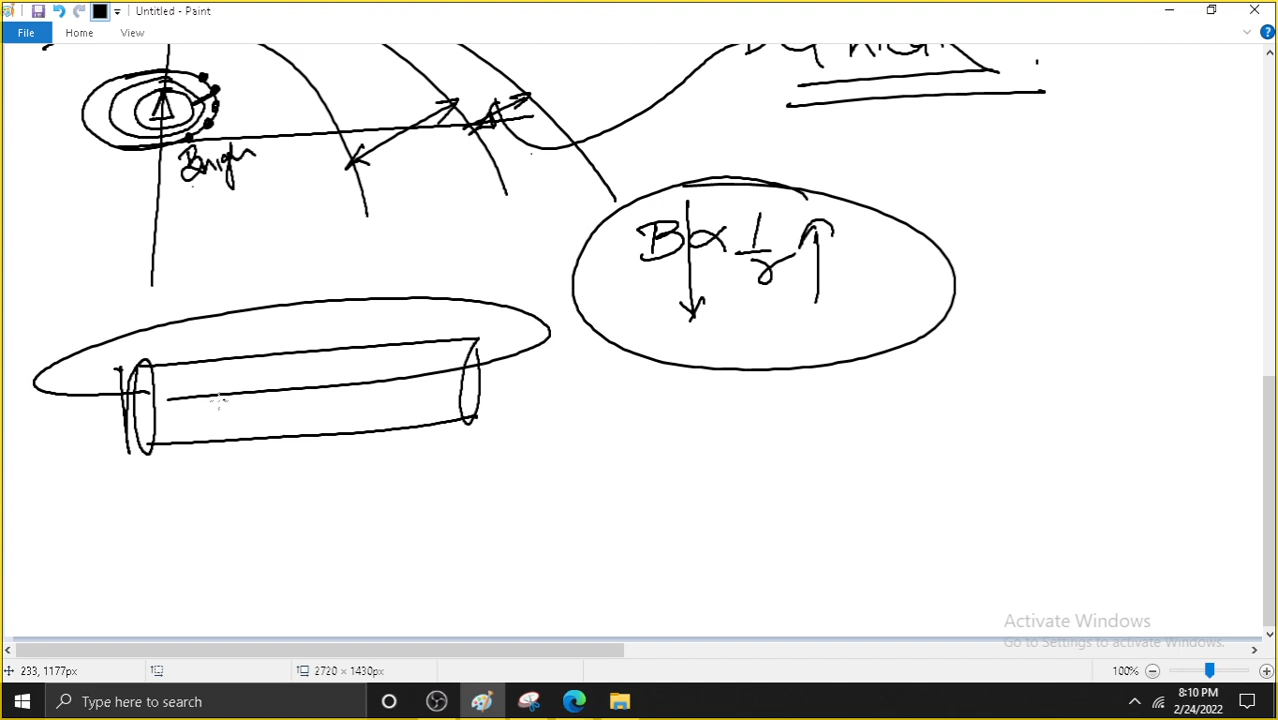 Untitled - Paint
File Home View
B high
B ∝ 1/r
Activate Windows
Go to Settings to activate Windows.
233, 1177px
2720 × 1430px
100%
Type here to search
8:10 PM
2/24/2022